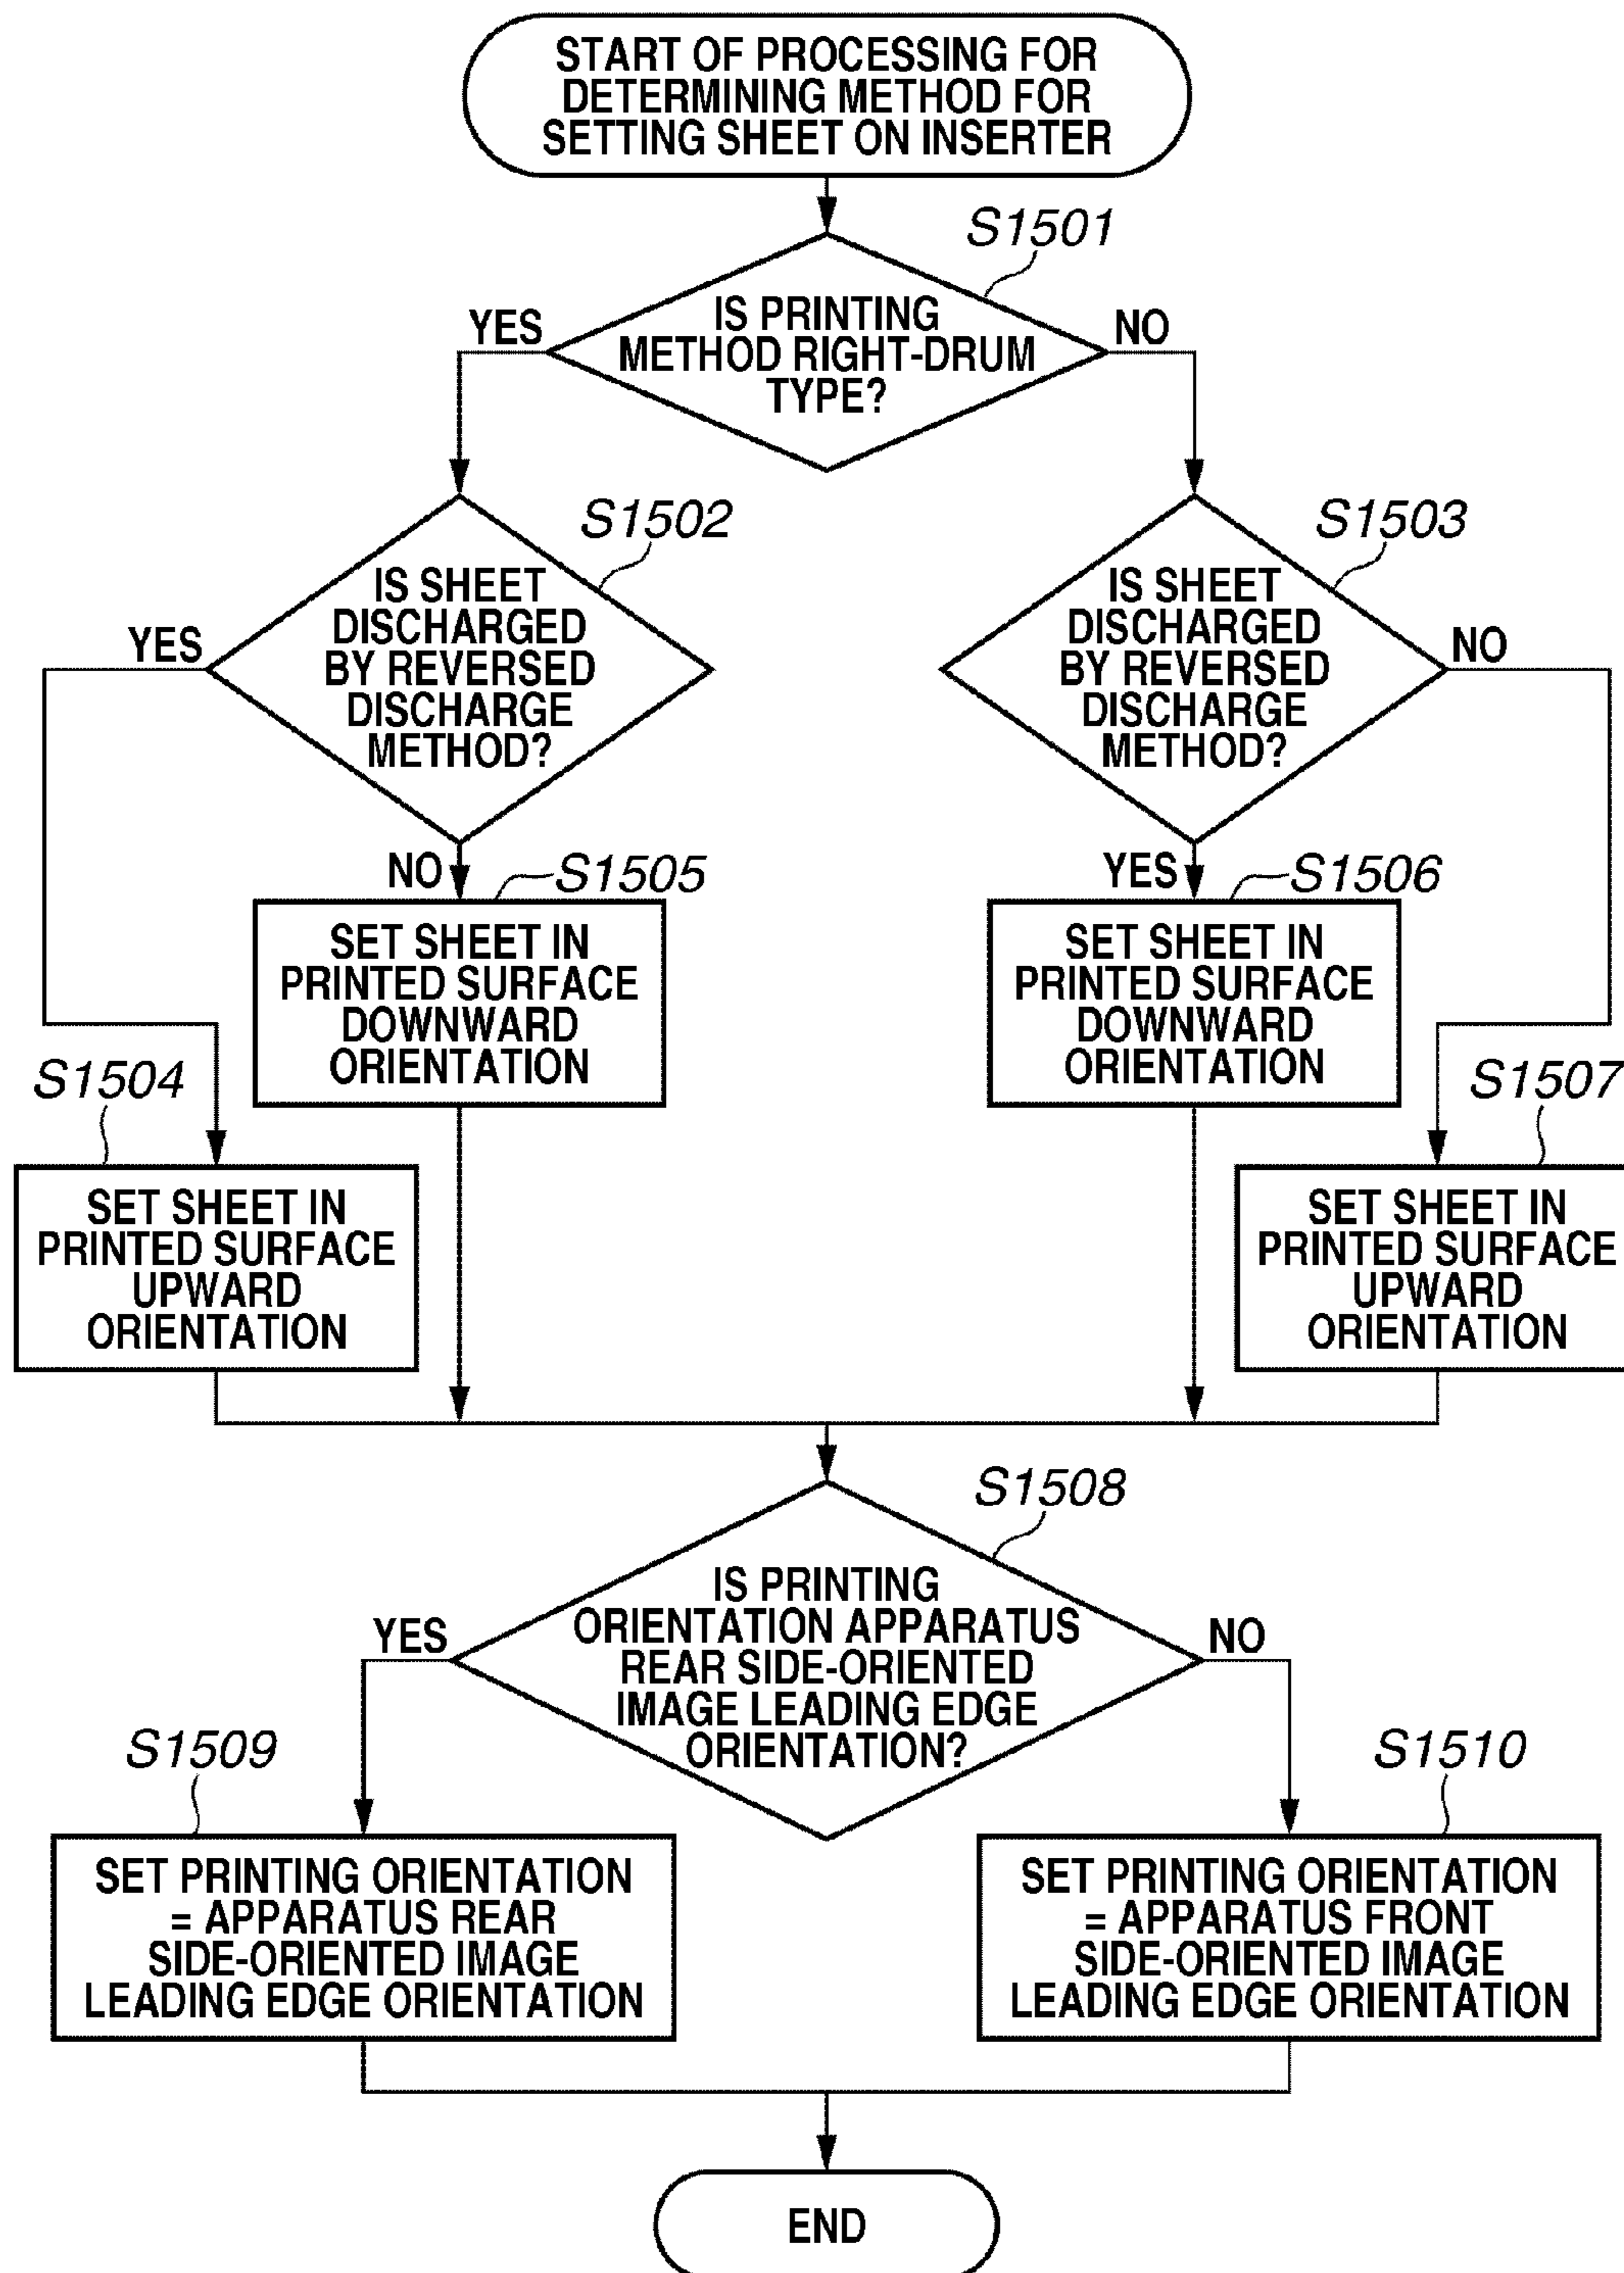 START OF PROCESSING FOR
DETERMINING METHOD FOR
SETTING SHEET ON INSERTER
S1501
IS PRINTING
METHOD RIGHT-DRUM
TYPE?
YES
NO
S1502
IS SHEET
DISCHARGED
BY REVERSED
DISCHARGE
METHOD?
YES
NO
S1503
IS SHEET
DISCHARGED
BY REVERSED
DISCHARGE
METHOD?
NO
YES
S1505
SET SHEET IN
PRINTED SURFACE
DOWNWARD
ORIENTATION
S1506
SET SHEET IN
PRINTED SURFACE
DOWNWARD
ORIENTATION
S1504
SET SHEET IN
PRINTED SURFACE
UPWARD
ORIENTATION
S1507
SET SHEET IN
PRINTED SURFACE
UPWARD
ORIENTATION
S1508
IS PRINTING
ORIENTATION APPARATUS
REAR SIDE-ORIENTED
IMAGE LEADING EDGE
ORIENTATION?
YES
NO
S1509
SET PRINTING ORIENTATION
= APPARATUS REAR
SIDE-ORIENTED IMAGE
LEADING EDGE ORIENTATION
S1510
SET PRINTING ORIENTATION
= APPARATUS FRONT
SIDE-ORIENTED IMAGE
LEADING EDGE ORIENTATION
END